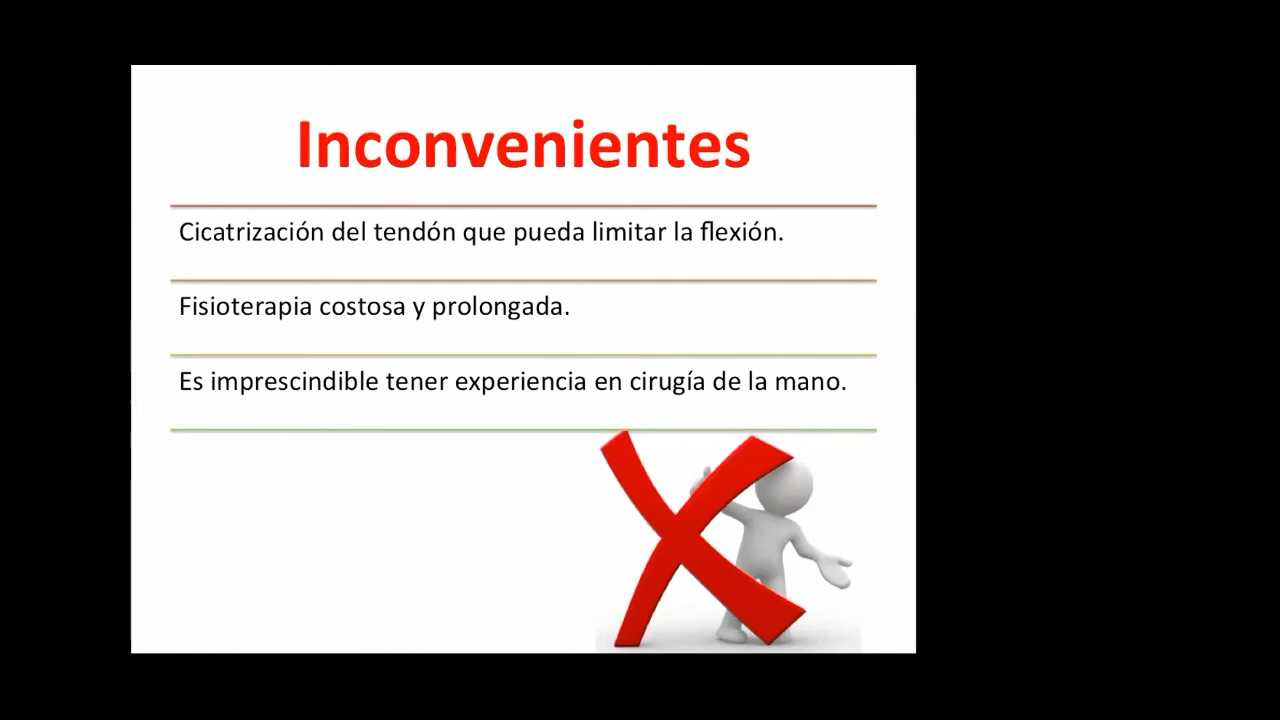 Inconvenientes
Cicatrización del tendón que pueda limitar la flexión.
Fisioterapia costosa y prolongada.
Es imprescindible tener experiencia en cirugía de la mano.